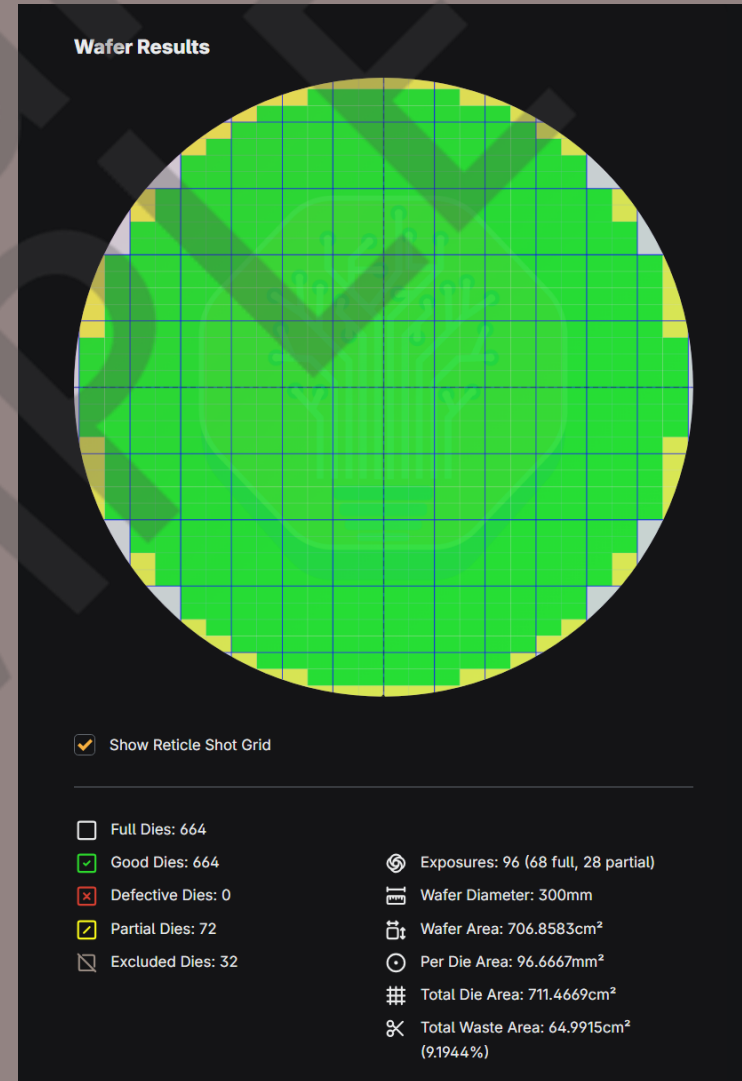 Wafer Results
Show Reticle Shot Grid
Full Dies: 664
Good Dies: 664
Defective Dies: 0
Partial Dies: 72
Excluded Dies: 32
Exposures: 96 (68 full, 28 partial)
Wafer Diameter: 300mm
Wafer Area: 706.8583cm²
Per Die Area: 96.6667mm²
Total Die Area: 711.4669cm²
Total Waste Area: 64.9915cm²
(9.1944%)